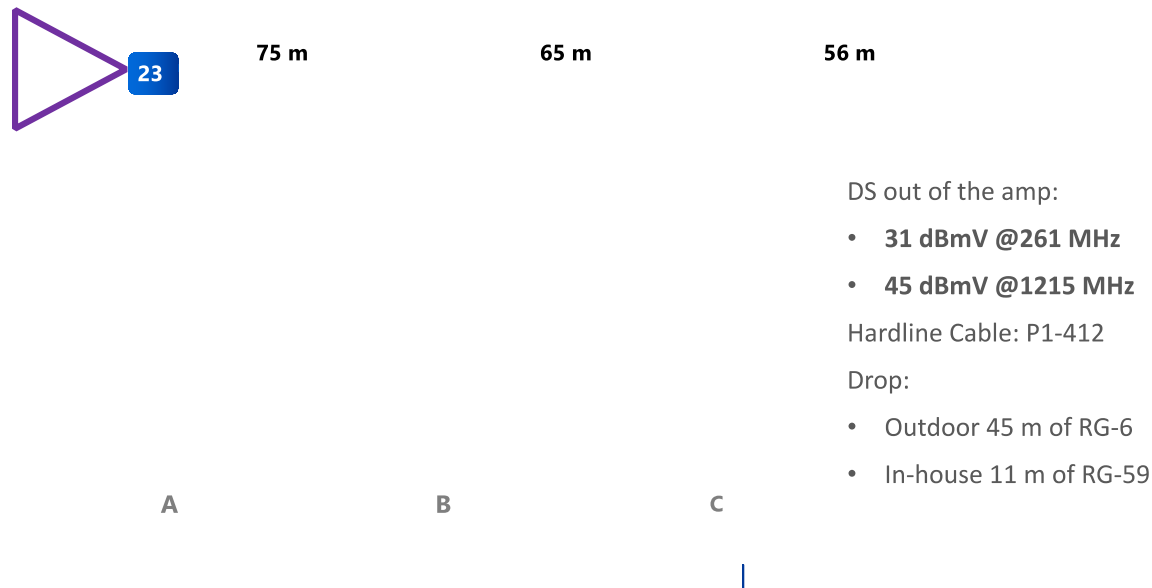 23
75 m
65 m
56 m
DS out of the amp:
• 31 dBmV @261 MHz
• 45 dBmV @1215 MHz
Hardline Cable: P1-412
Drop:
• Outdoor 45 m of RG-6
• In-house 11 m of RG-59
A
B
C